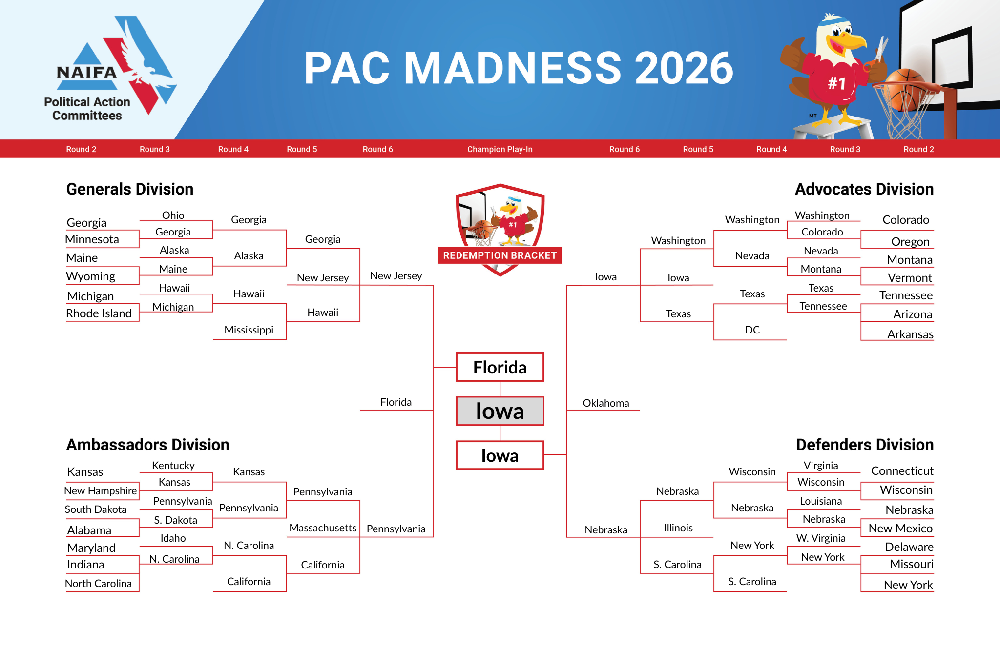 NAIFA
Political Action
Committees
PAC MADNESS 2026
#1
MT
Round 2
Round 3
Round 4
Round 5
Round 6
Champion Play-In
Round 6
Round 5
Round 4
Round 3
Round 2
Generals Division
Georgia
Minnesota
Maine
Wyoming
Michigan
Rhode Island
Ohio
Georgia
Alaska
Maine
Hawaii
Michigan
Georgia
Alaska
Hawaii
Mississippi
Georgia
New Jersey
Hawaii
New Jersey
#1
TM
REDEMPTION BRACKET
Advocates Division
Iowa
Washington
Iowa
Texas
Washington
Nevada
Texas
DC
Washington
Colorado
Nevada
Montana
Texas
Tennessee
Colorado
Oregon
Montana
Vermont
Tennessee
Arizona
Arkansas
Florida
Florida
Iowa
Iowa
Oklahoma
Ambassadors Division
Kansas
New Hampshire
South Dakota
Alabama
Maryland
Indiana
North Carolina
Kentucky
Kansas
Pennsylvania
S. Dakota
Idaho
N. Carolina
Kansas
Pennsylvania
N. Carolina
California
Pennsylvania
Massachusetts
California
Pennsylvania
Defenders Division
Nebraska
Nebraska
Illinois
S. Carolina
Wisconsin
Nebraska
New York
S. Carolina
Virginia
Wisconsin
Louisiana
Nebraska
W. Virginia
New York
Connecticut
Wisconsin
Nebraska
New Mexico
Delaware
Missouri
New York